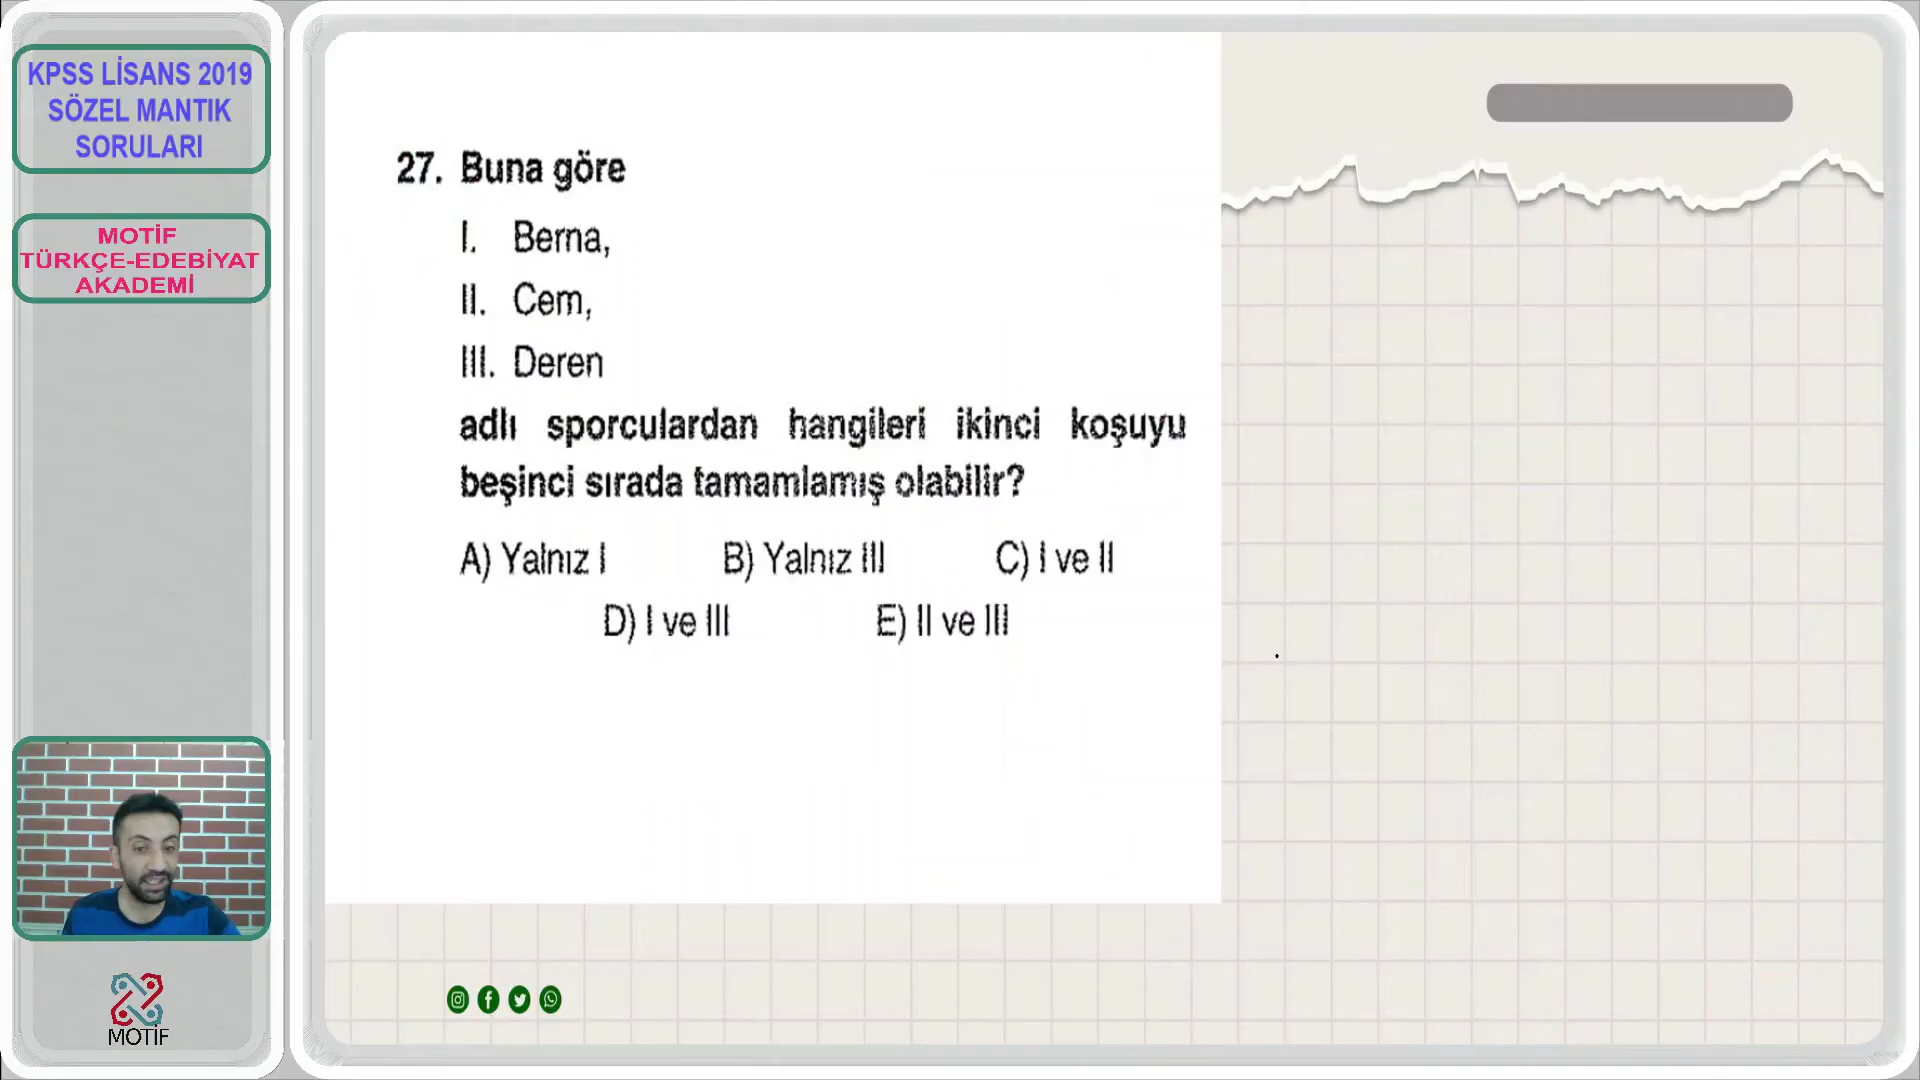 KPSS LİSANS 2019
SÖZEL MANTIK
SORULARI
MOTİF
TÜRKÇE-EDEBİYAT
AKADEMİ
27. Buna göre
I. Berna,
II. Cem,
III. Deren
adlı sporculardan hangileri ikinci koşuyu
beşinci sırada tamamlamış olabilir?
A) Yalnız I B) Yalnız III C) I ve II
D) I ve III E) II ve III
MOTİF